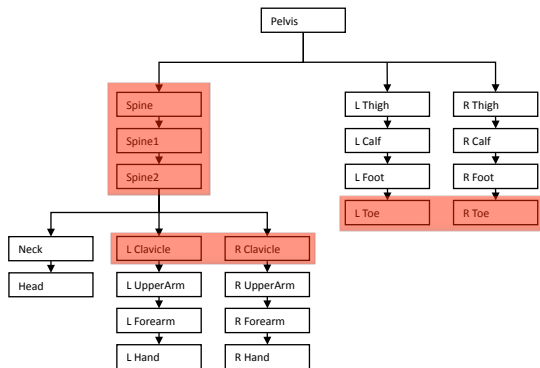 Pelvis
Spine
L Thigh
R Thigh
Spine1
L Calf
R Calf
Spine2
L Foot
R Foot
L Toe
R Toe
Neck
L Clavicle
R Clavicle
Head
L UpperArm
R UpperArm
L Forearm
R Forearm
L Hand
R Hand